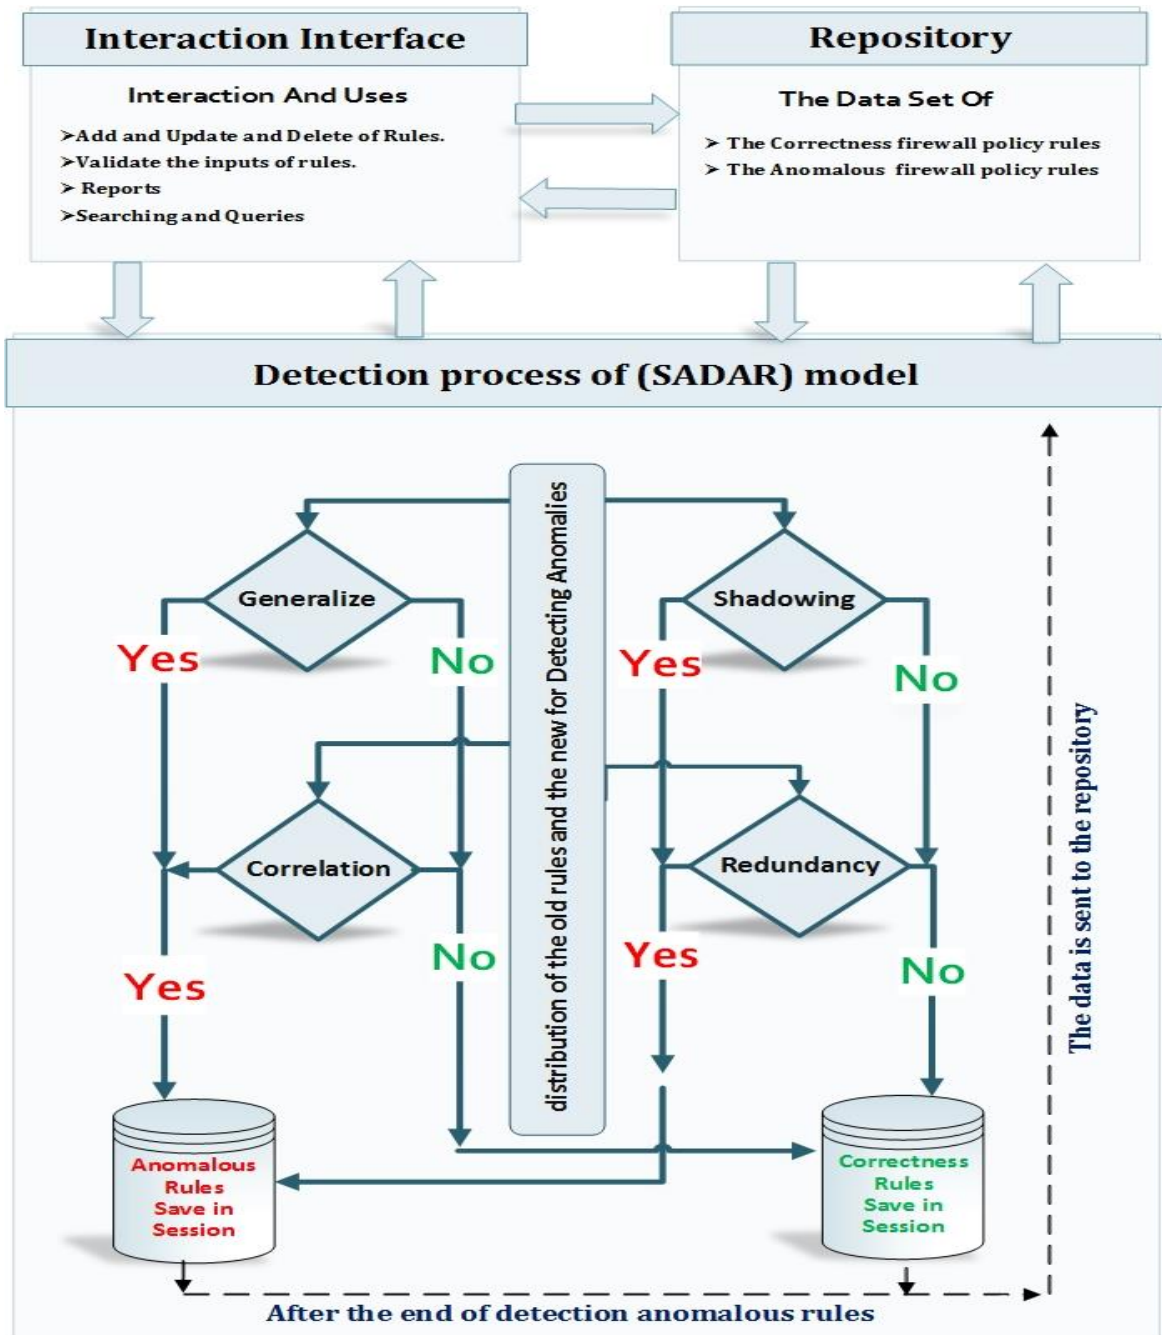 Interaction Interface
Interaction And Uses
➢Add and Update and Delete of Rules.
➢Validate the inputs of rules.
➢ Reports
➢Searching and Queries
Repository
The Data Set Of
➢ The Correctness firewall policy rules
➢ The Anomalous firewall policy rules
Detection process of (SADAR) model
distribution of the old rules and the new for Detecting Anomalies
Generalize
Yes
No
Shadowing
Yes
No
Correlation
Yes
No
Redundancy
Yes
No
Anomalous
Rules
Save in
Session
Correctness
Rules
Save in
Session
After the end of detection anomalous rules
The data is sent to the repository